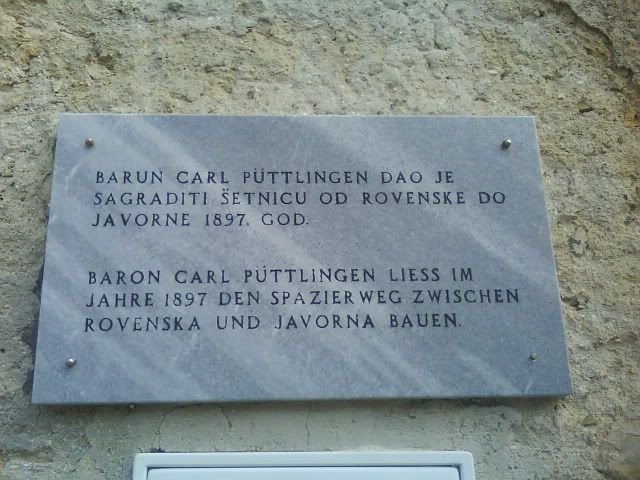 BARUN CARL PÜTTLINGEN DAO JE
SAGRADITI ŠETNICU OD ROVENSKE DO
JAVORNE 1897. GOD.
BARON CARL PÜTTLINGEN LIESS IM
JAHRE 1897 DEN SPAZIERWEG ZWISCHEN
ROVENSKA UND JAVORNA BAUEN.